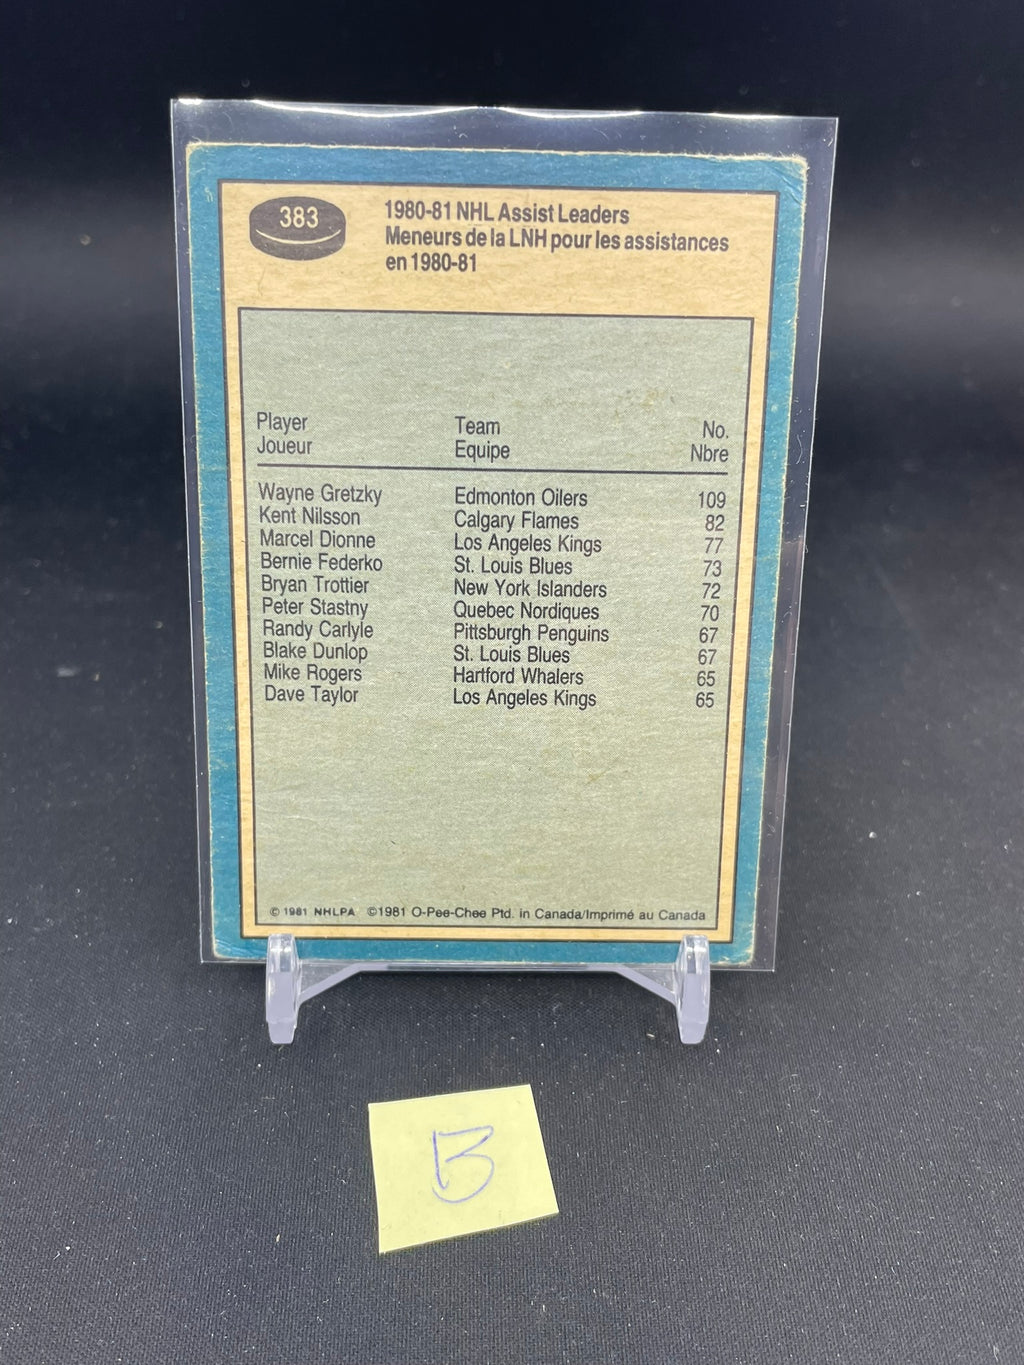 383
1980-81 NHL Assist Leaders
Meneurs de la LNH pour les assistances
en 1980-81
Player Team No.
Joueur Equipe Nbre
Wayne Gretzky Edmonton Oilers 109
Kent Nilsson Calgary Flames 82
Marcel Dionne Los Angeles Kings 77
Bernie Federko St. Louis Blues 73
Bryan Trottier New York Islanders 72
Peter Stastny Quebec Nordiques 70
Randy Carlyle Pittsburgh Penguins 67
Blake Dunlop St. Louis Blues 67
Mike Rogers Hartford Whalers 65
Dave Taylor Los Angeles Kings 65
© 1981 NHLPA ©1981 O-Pee-Chee Ptd. in Canada/Imprimé au Canada
B